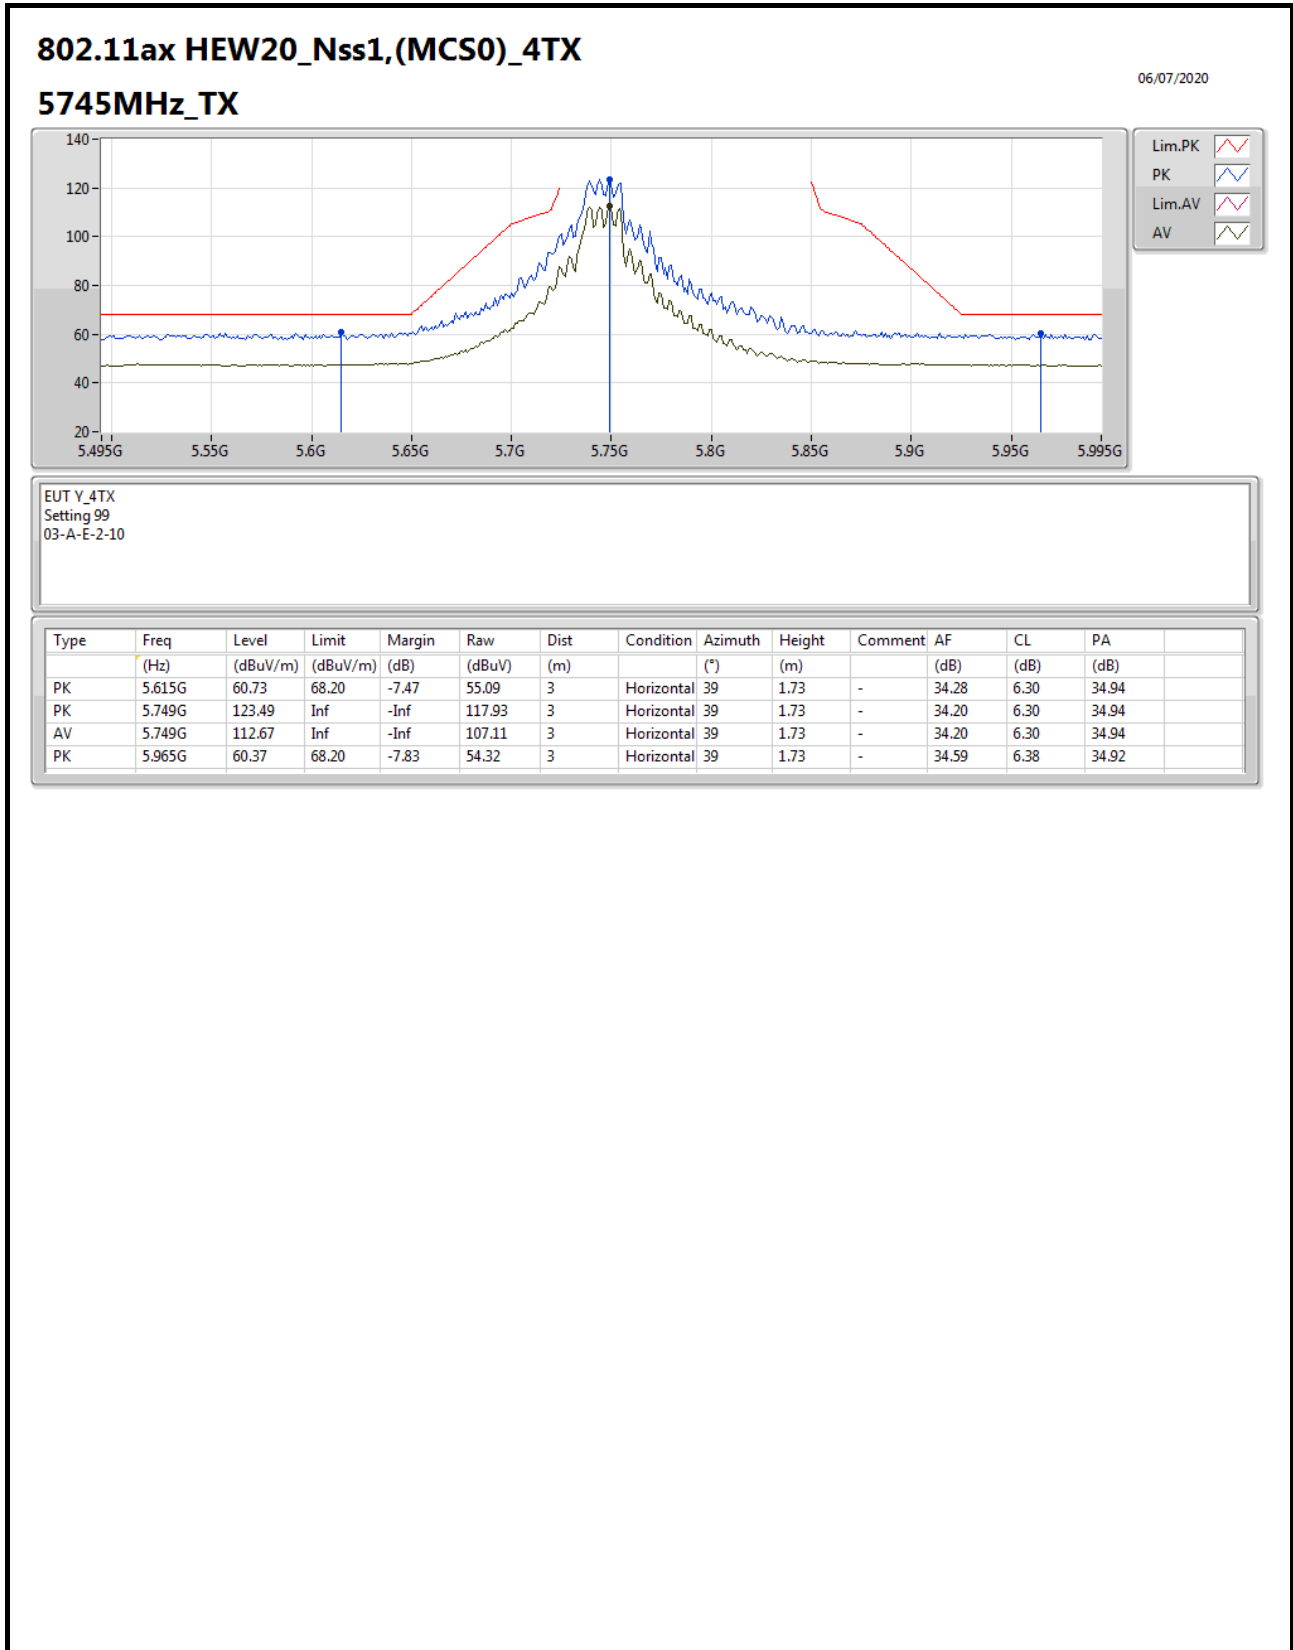 802.11ax HEW20_Nss1,(MCS0)_4TX
06/07/2020
5745MHz_TX
140
120
100
80
60
40
20
5.495G 5.55G 5.6G 5.65G 5.7G 5.75G 5.8G 5.85G 5.9G 5.95G 5.995G
Lim.PK
PK
Lim.AV
AV
EUT Y_4TX
Setting 99
03-A-E-2-10
Type Freq Level Limit Margin Raw Dist Condition Azimuth Height Comment AF CL PA
(Hz) (dBuV/m) (dBuV/m) (dB) (dBuV) (m) (°) (m) (dB) (dB) (dB)
PK 5.615G 60.73 68.20 -7.47 55.09 3 Horizontal 39 1.73 - 34.28 6.30 34.94
PK 5.749G 123.49 Inf -Inf 117.93 3 Horizontal 39 1.73 - 34.20 6.30 34.94
AV 5.749G 112.67 Inf -Inf 107.11 3 Horizontal 39 1.73 - 34.20 6.30 34.94
PK 5.965G 60.37 68.20 -7.83 54.32 3 Horizontal 39 1.73 - 34.59 6.38 34.92